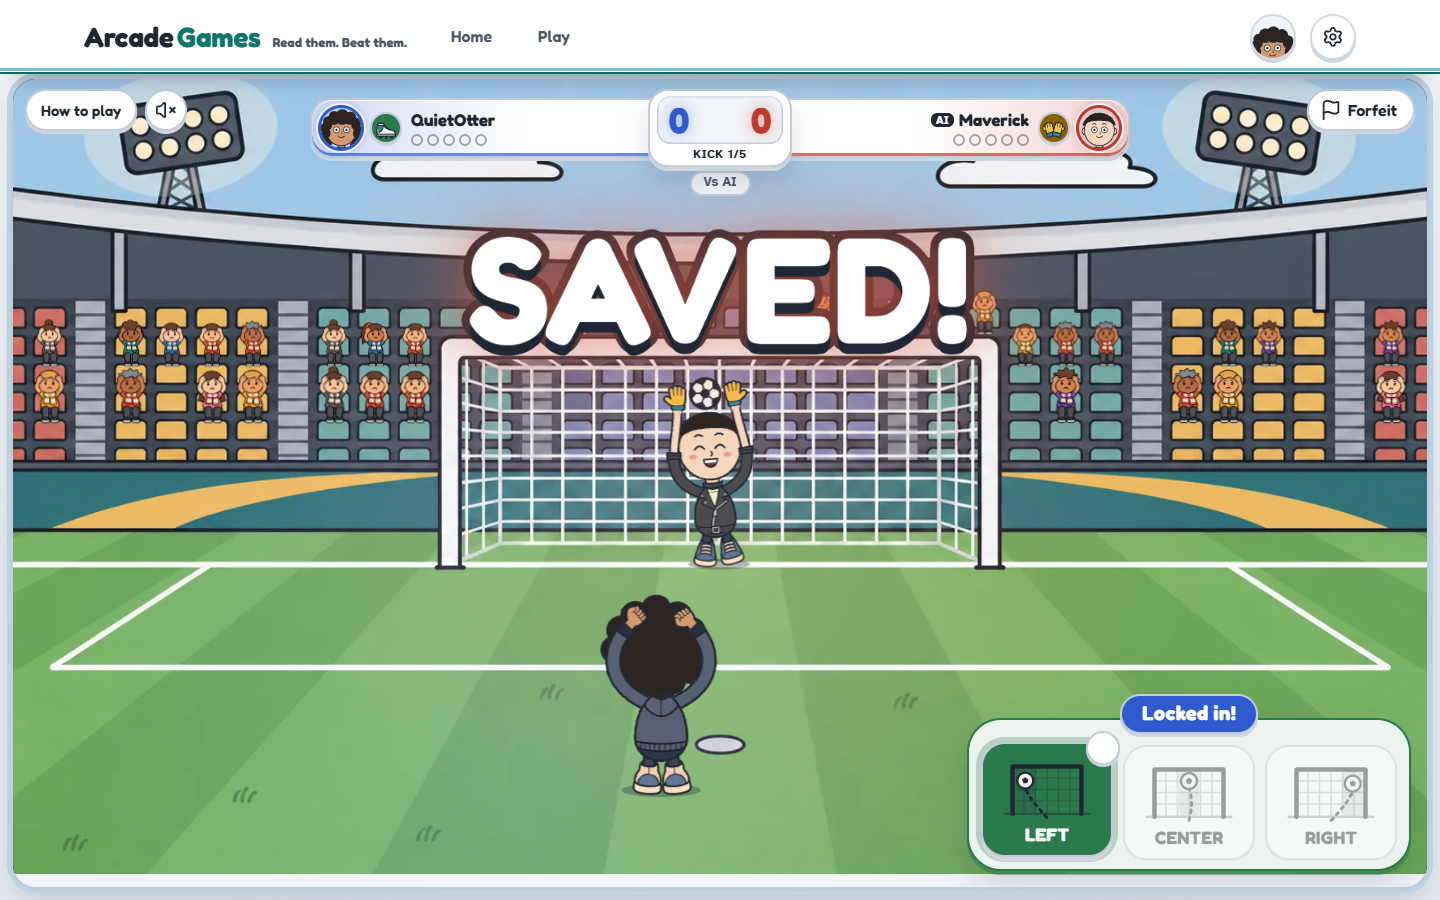 Arcade Games Read them. Beat them. Home Play
How to play
QuietOtter
0 0
KICK 1/5
Vs AI
AI Maverick
Forfeit
SAVED!
Locked in!
LEFT CENTER RIGHT